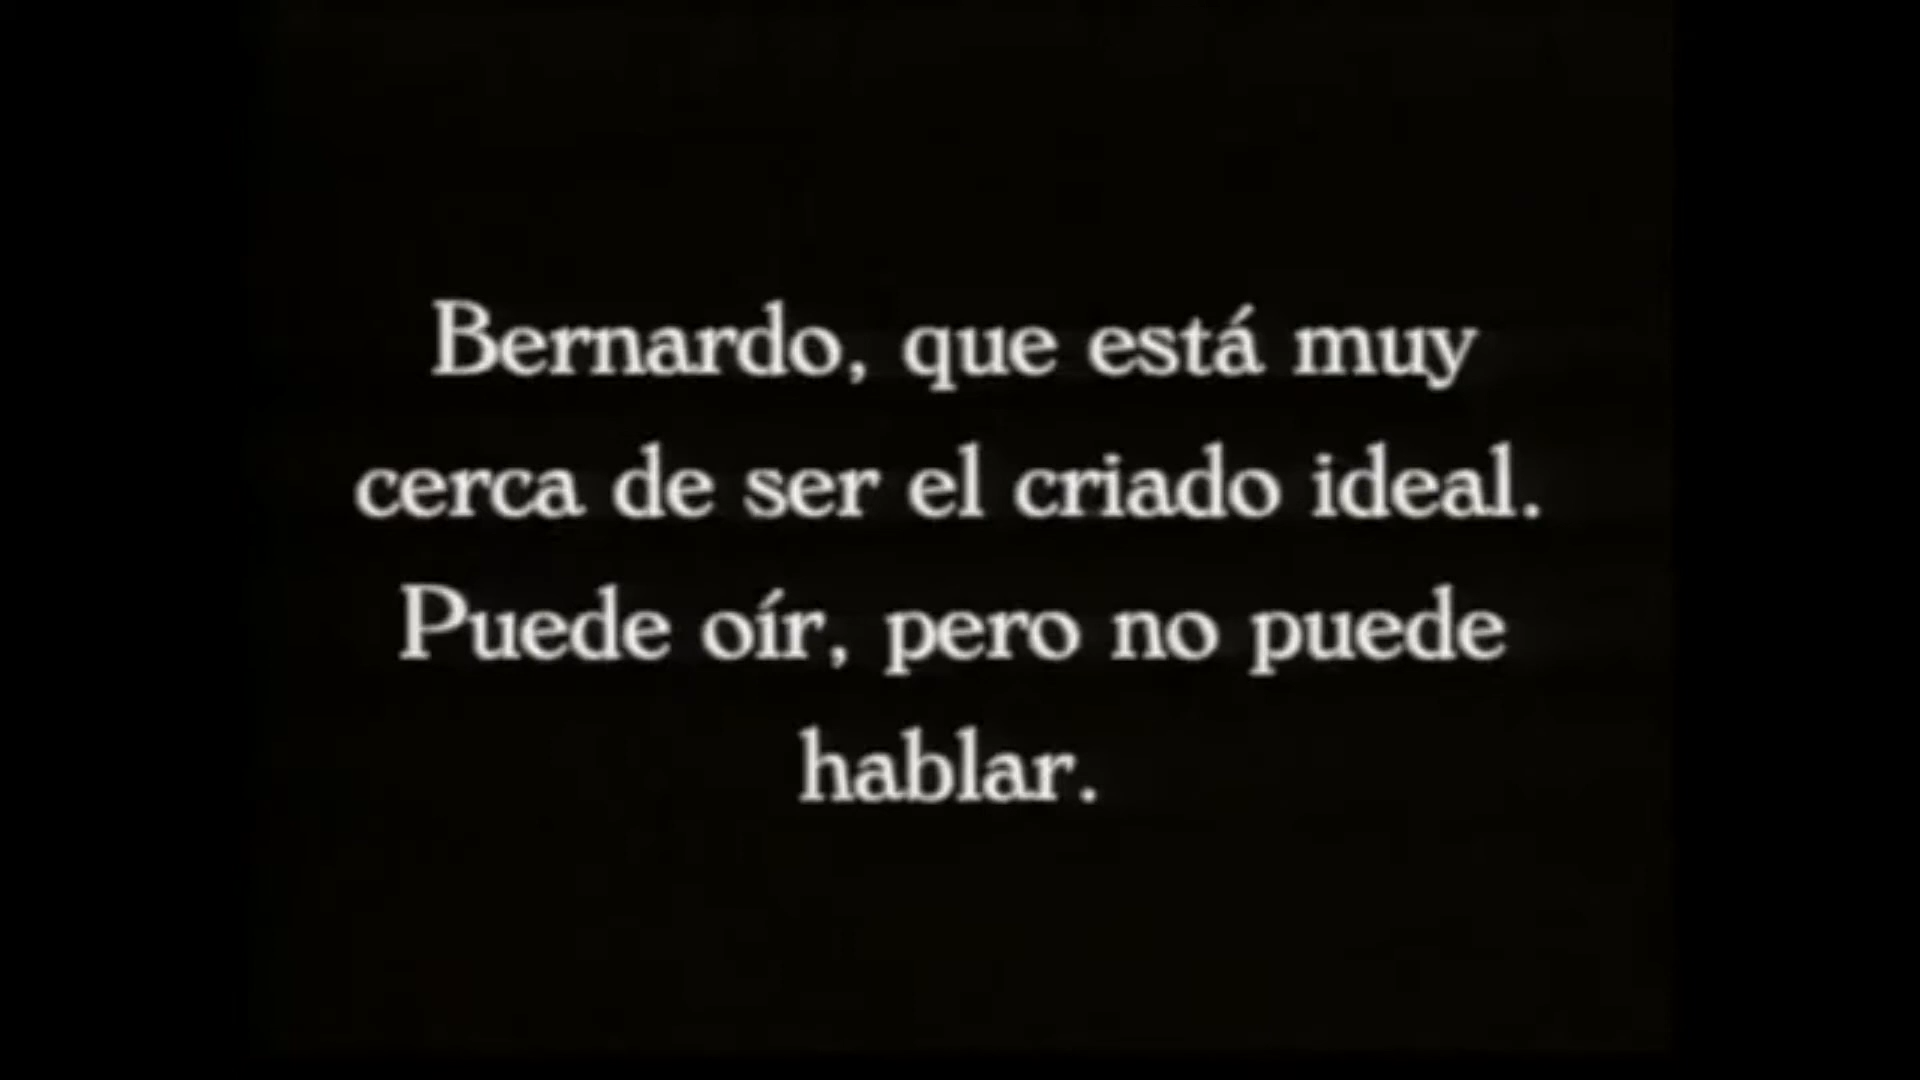 Bernardo, que está muy
cerca de ser el criado ideal.
Puede oír, pero no puede
hablar.